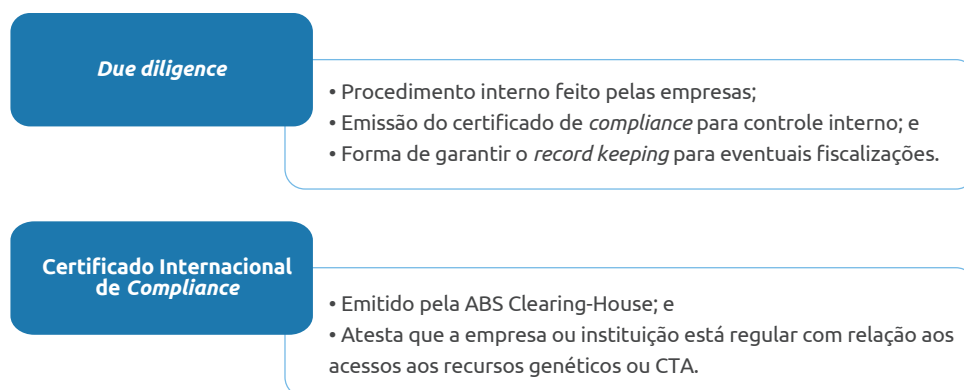 Due diligence
• Procedimento interno feito pelas empresas;
• Emissão do certificado de compliance para controle interno; e
• Forma de garantir o record keeping para eventuais fiscalizações.
Certificado Internacional
de Compliance
• Emitido pela ABS Clearing-House; e
• Atesta que a empresa ou instituição está regular com relação aos
acessos aos recursos genéticos ou CTA.